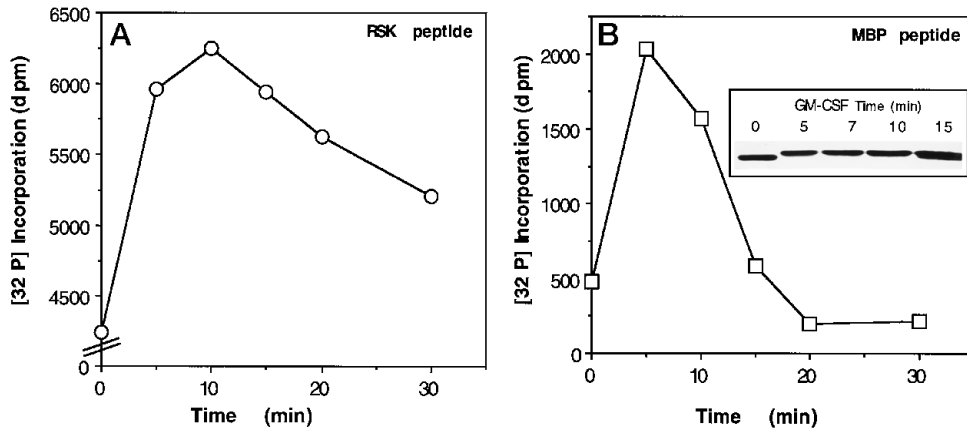 A
RSK peptide
[32 P] Incorporation (dpm)
6500
6000
5500
5000
4500
0
0 10 20 30
Time (min)
B
MBP peptide
[32 P] Incorporation (dpm)
2000
1500
1000
500
0
GM-CSF Time (min)
0 5 7 10 15
0 10 20 30
Time (min)